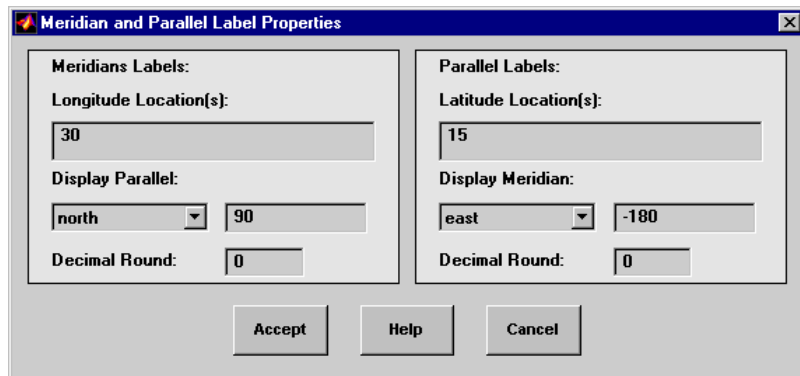 Meridian and Parallel Label Properties
Meridians Labels:
Longitude Location(s):
30
Display Parallel:
north 90
Decimal Round: 0
Parallel Labels:
Latitude Location(s):
15
Display Meridian:
east -180
Decimal Round: 0
Accept Help Cancel